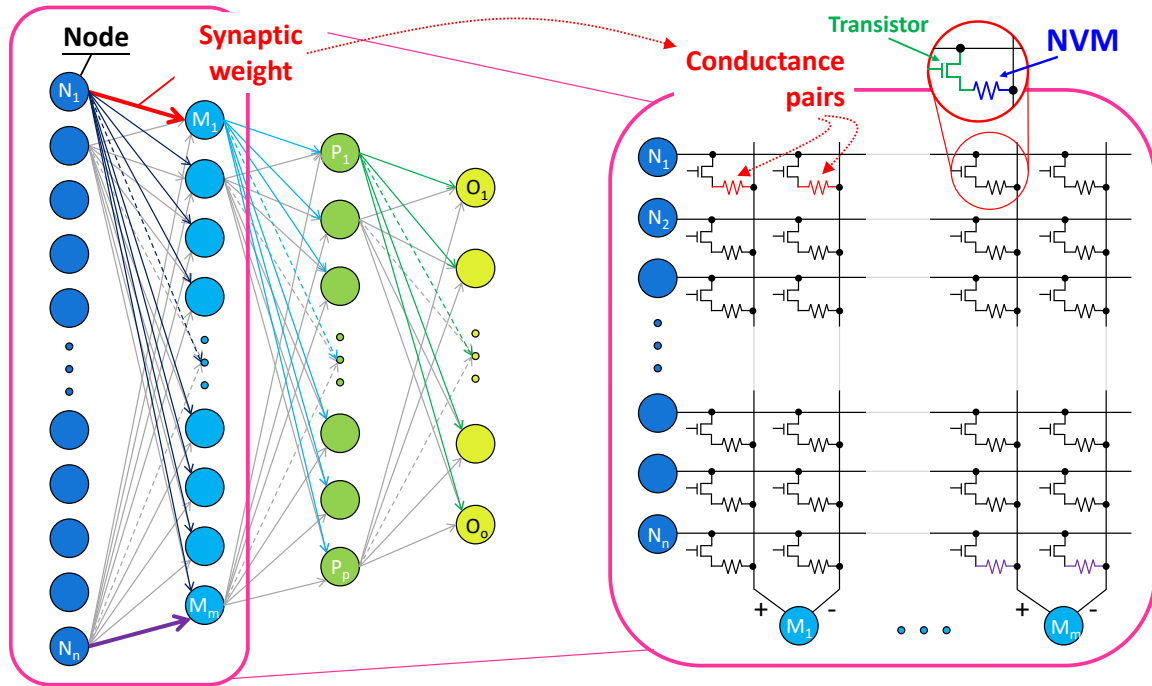 Node
Synaptic
weight
N₁
M₁
P₁
O₁
Oₒ
Pₚ
Mₘ
Nₙ
Transistor
NVM
Conductance
pairs
N₁
N₂
Nₙ
+ -
M₁
+ -
Mₘ